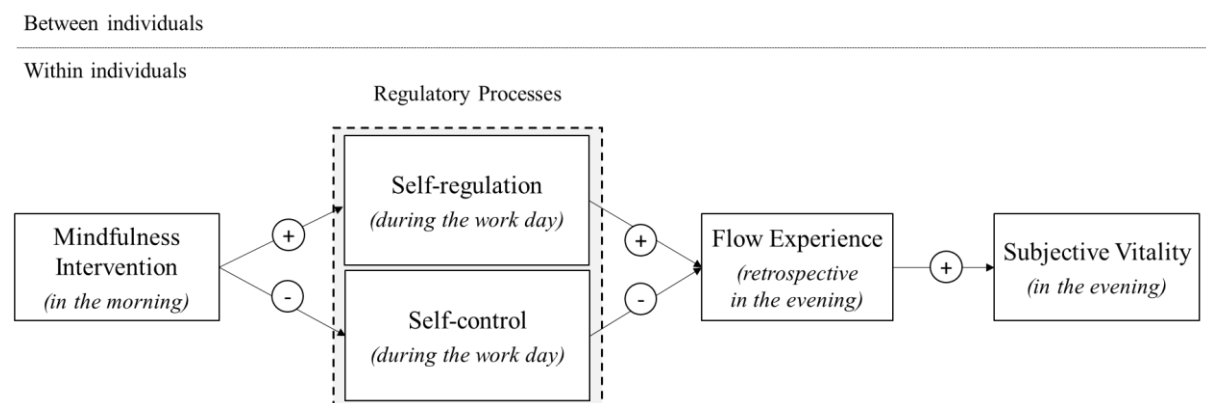 Between individuals
Within individuals
Regulatory Processes
Mindfulness
Intervention
(in the morning)
+
-
Self-regulation
(during the work day)
Self-control
(during the work day)
+
-
Flow Experience
(retrospective
in the evening)
+
Subjective Vitality
(in the evening)